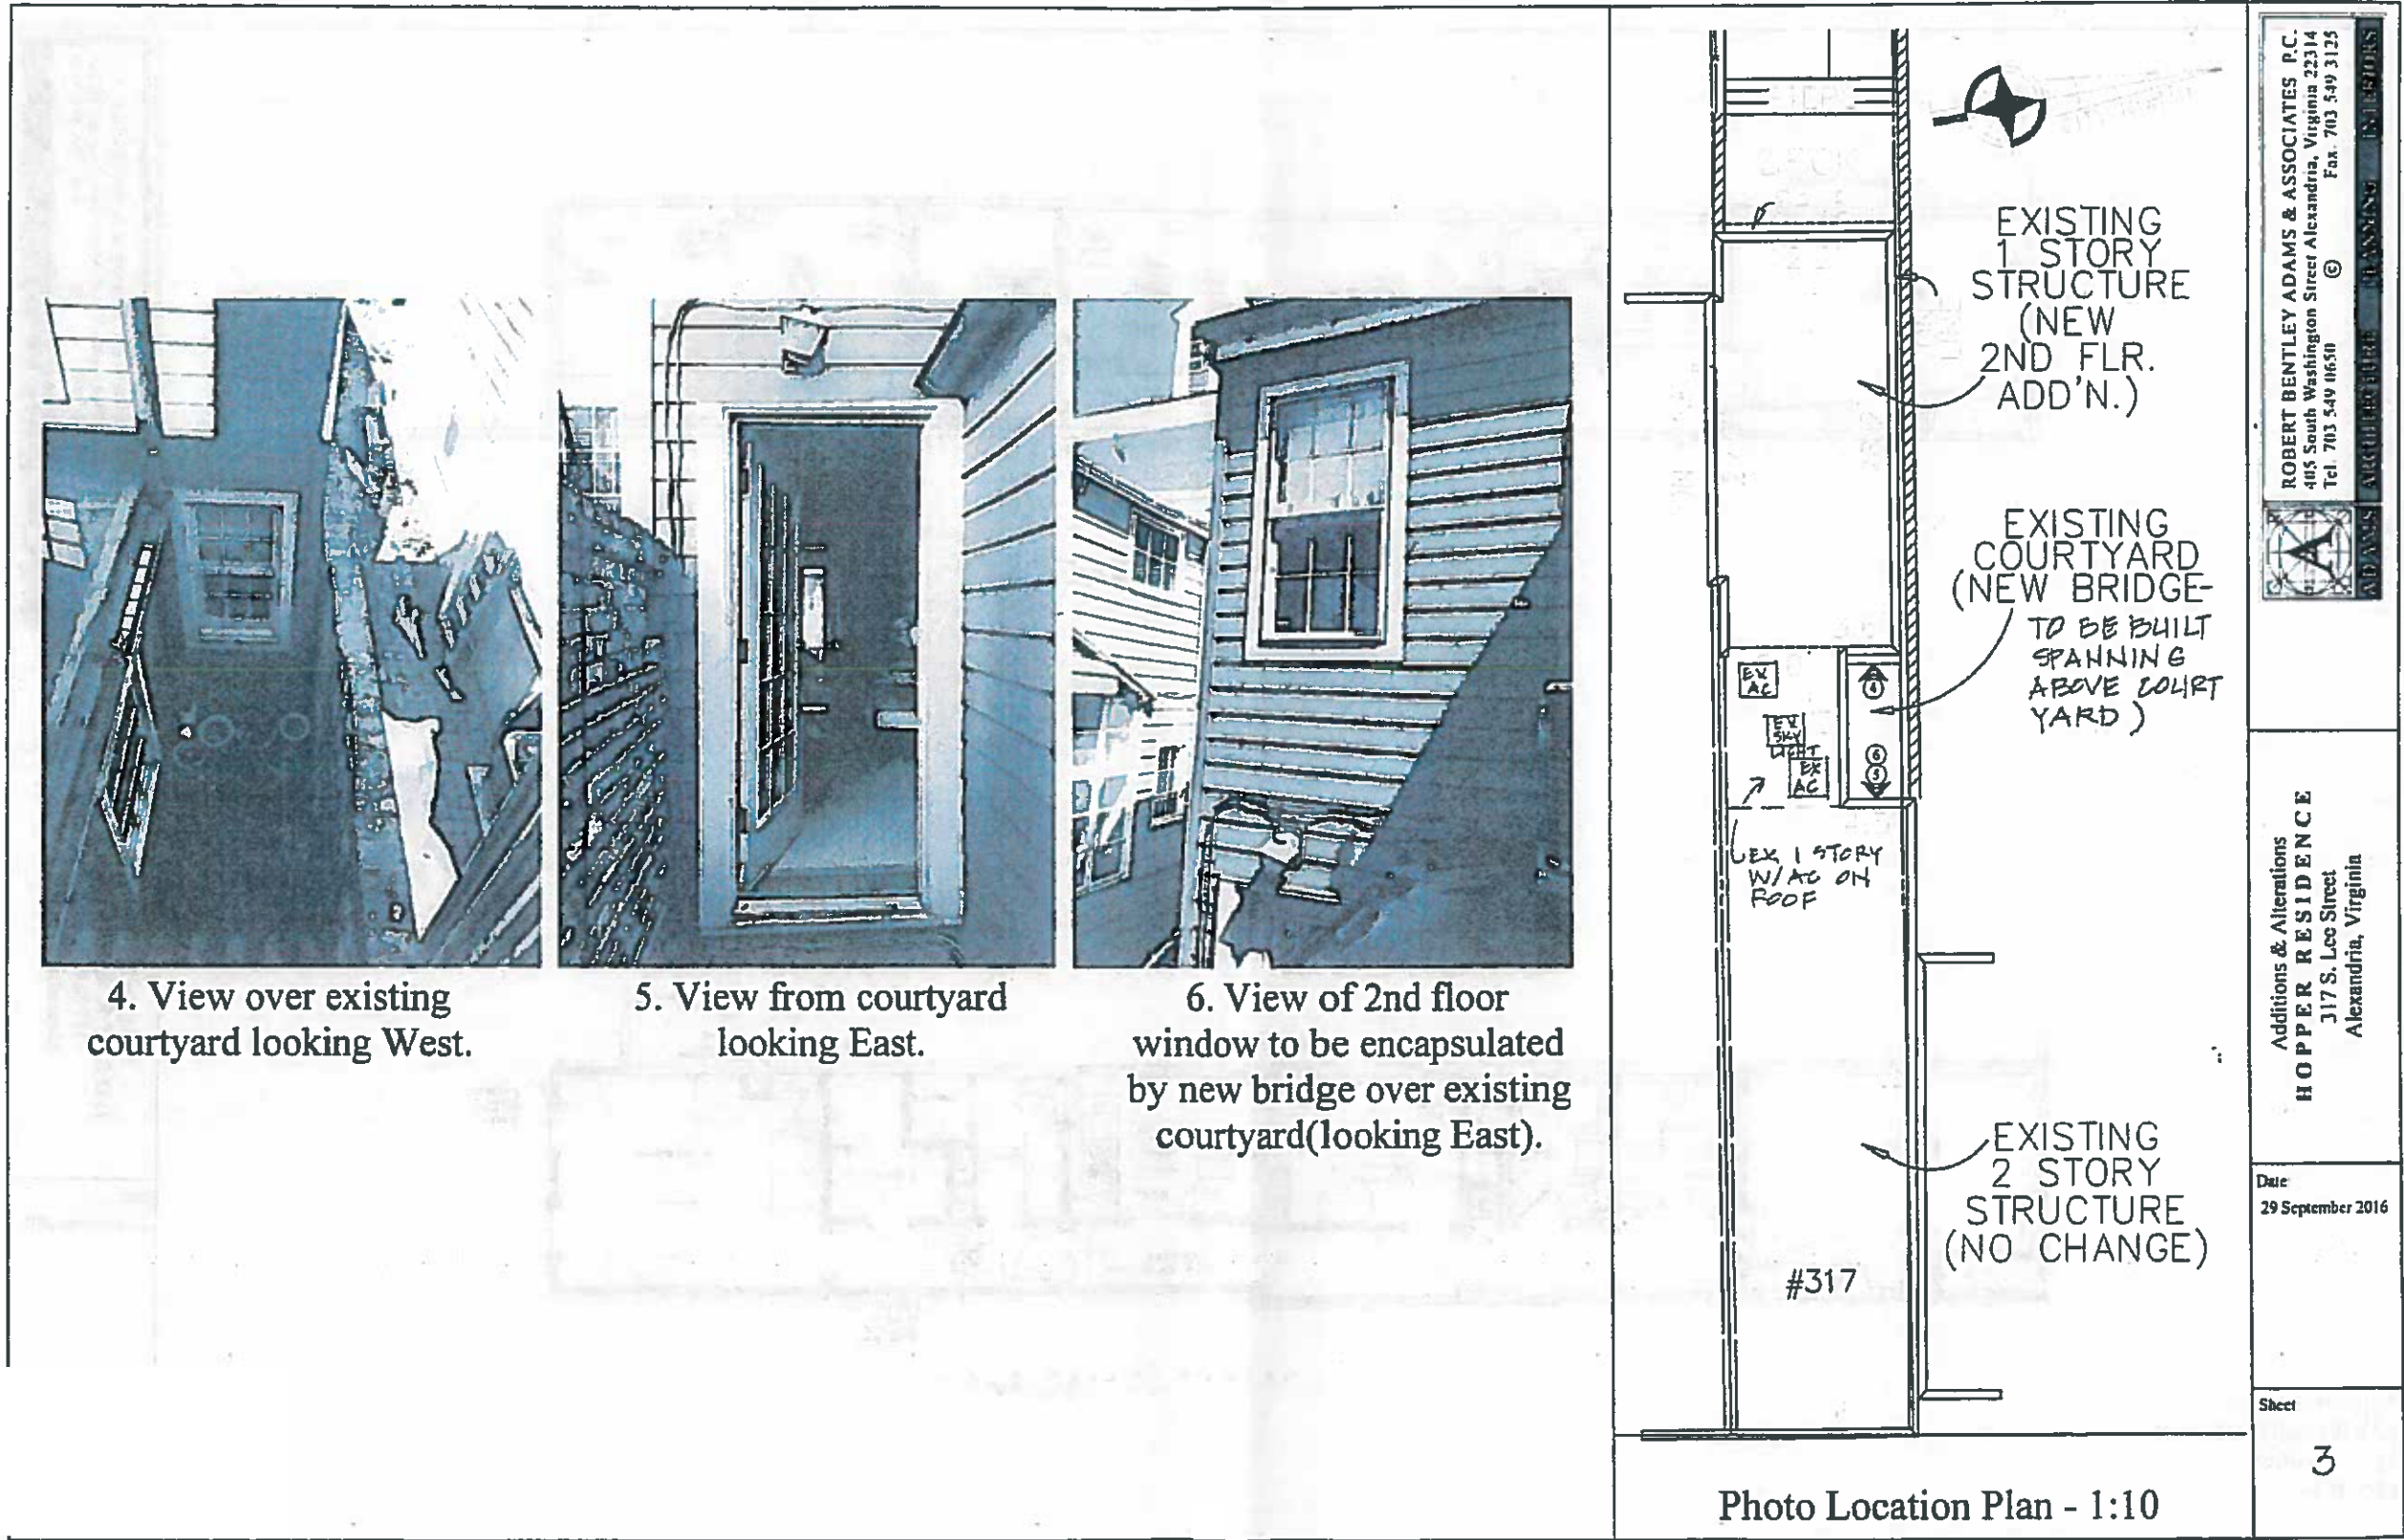 4. View over existing
courtyard looking West.
5. View from courtyard
looking East.
6. View of 2nd floor
window to be encapsulated
by new bridge over existing
courtyard(looking East).
EXISTING
1 STORY
STRUCTURE
(NEW
2ND FLR.
ADD'N.)
EXISTING
COURTYARD
(NEW BRIDGE-
TO BE BUILT
SPANNING
ABOVE COURT
YARD)
EX
AC
4
EX
SKY
LIGHT
EX
AC
6
5
EX 1 STORY
W/AC ON
ROOF
EXISTING
2 STORY
STRUCTURE
(NO CHANGE)
#317
Photo Location Plan - 1:10
ROBERT BENTLEY ADAMS & ASSOCIATES P.C.
405 South Washington Street Alexandria, Virginia 22314
Tel. 703 549 0650 © Fax. 703 549 3125
A
ADAMS ARCHITECTURE PLANNING INTERIORS
Additions & Alterations
HOPPER RESIDENCE
317 S. Lee Street
Alexandria, Virginia
Date
29 September 2016
Sheet
3